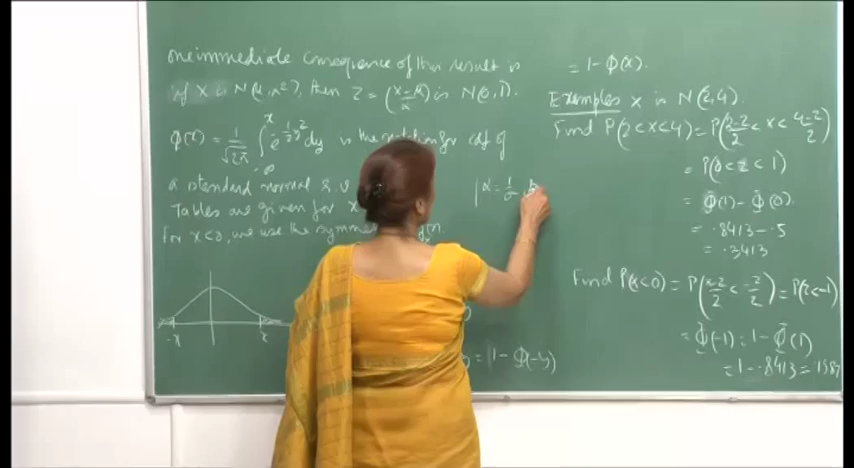 one immediate consequence of this result is
if X is N(μ, σ²), then Z = (X-μ/σ) is N(0, 1).
Φ(x) = 1/√2π ∫ e^-½y² dy is the notation for cdf of
a standard normal r.v.
Tables are given for x
for x<0, we use the symme
-x x
α = 1/σ
= 1 - Φ(-y)
= 1 - Φ(x).
Examples X is N(2,4).
Find P(2<X<4) = P(2-2/2 < X < 4-2/2)
= P(0<Z<1)
= Φ(1) - Φ(0).
= .8413 - .5
= .3413
Find P(X<0) = P(X-2/2 < -2/2) = P(Z<-1)
= Φ(-1) = 1 - Φ(1)
= 1 - .8413 = .1587